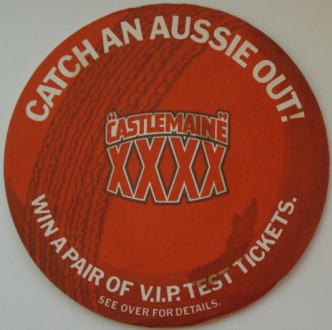 CATCH AN AUSSIE OUT!
"CASTLEMAINE"
XXXX
WIN A PAIR OF V.I.P. TEST TICKETS.
SEE OVER FOR DETAILS.